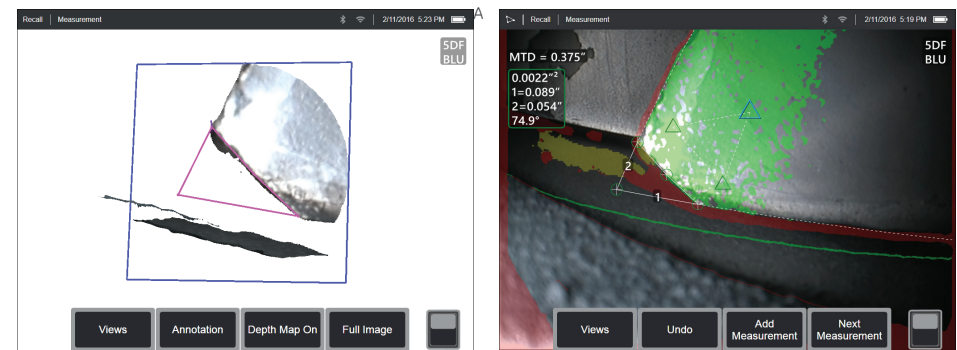 Recall | Measurement
2/11/2016 5:23 PM
5DF
BLU
Views
Annotation
Depth Map On
Full Image
A
Recall | Measurement
2/11/2016 5:19 PM
MTD = 0.375"
0.0022"²
1=0.089"
2=0.054"
74.9°
5DF
BLU
2
1
Views
Undo
Add
Measurement
Next
Measurement